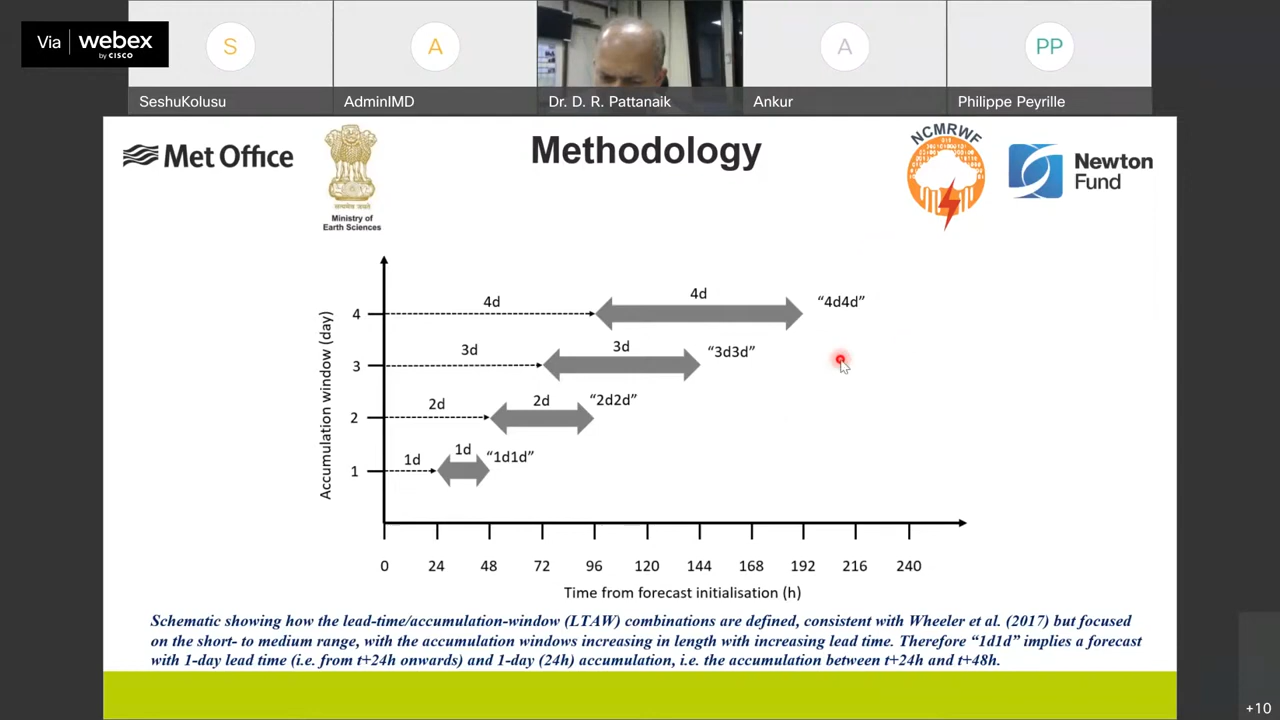 Via webex
by CISCO
S
A
A
PP
SeshuKolusu
AdminIMD
Dr. D. R. Pattanaik
Ankur
Philippe Peyrille
Met Office
Ministry of
Earth Sciences
Methodology
NCMRWF
Newton
Fund
4d
4d
“4d4d”
3d
3d
“3d3d”
2d
2d
“2d2d”
1d
1d
“1d1d”
Accumulation window (day)
4
3
2
1
0 24 48 72 96 120 144 168 192 216 240
Time from forecast initialisation (h)
Schematic showing how the lead-time/accumulation-window (LTAW) combinations are defined, consistent with Wheeler et al. (2017) but focused
on the short- to medium range, with the accumulation windows increasing in length with increasing lead time. Therefore “1d1d” implies a forecast
with 1-day lead time (i.e. from t+24h onwards) and 1-day (24h) accumulation, i.e. the accumulation between t+24h and t+48h.
+10